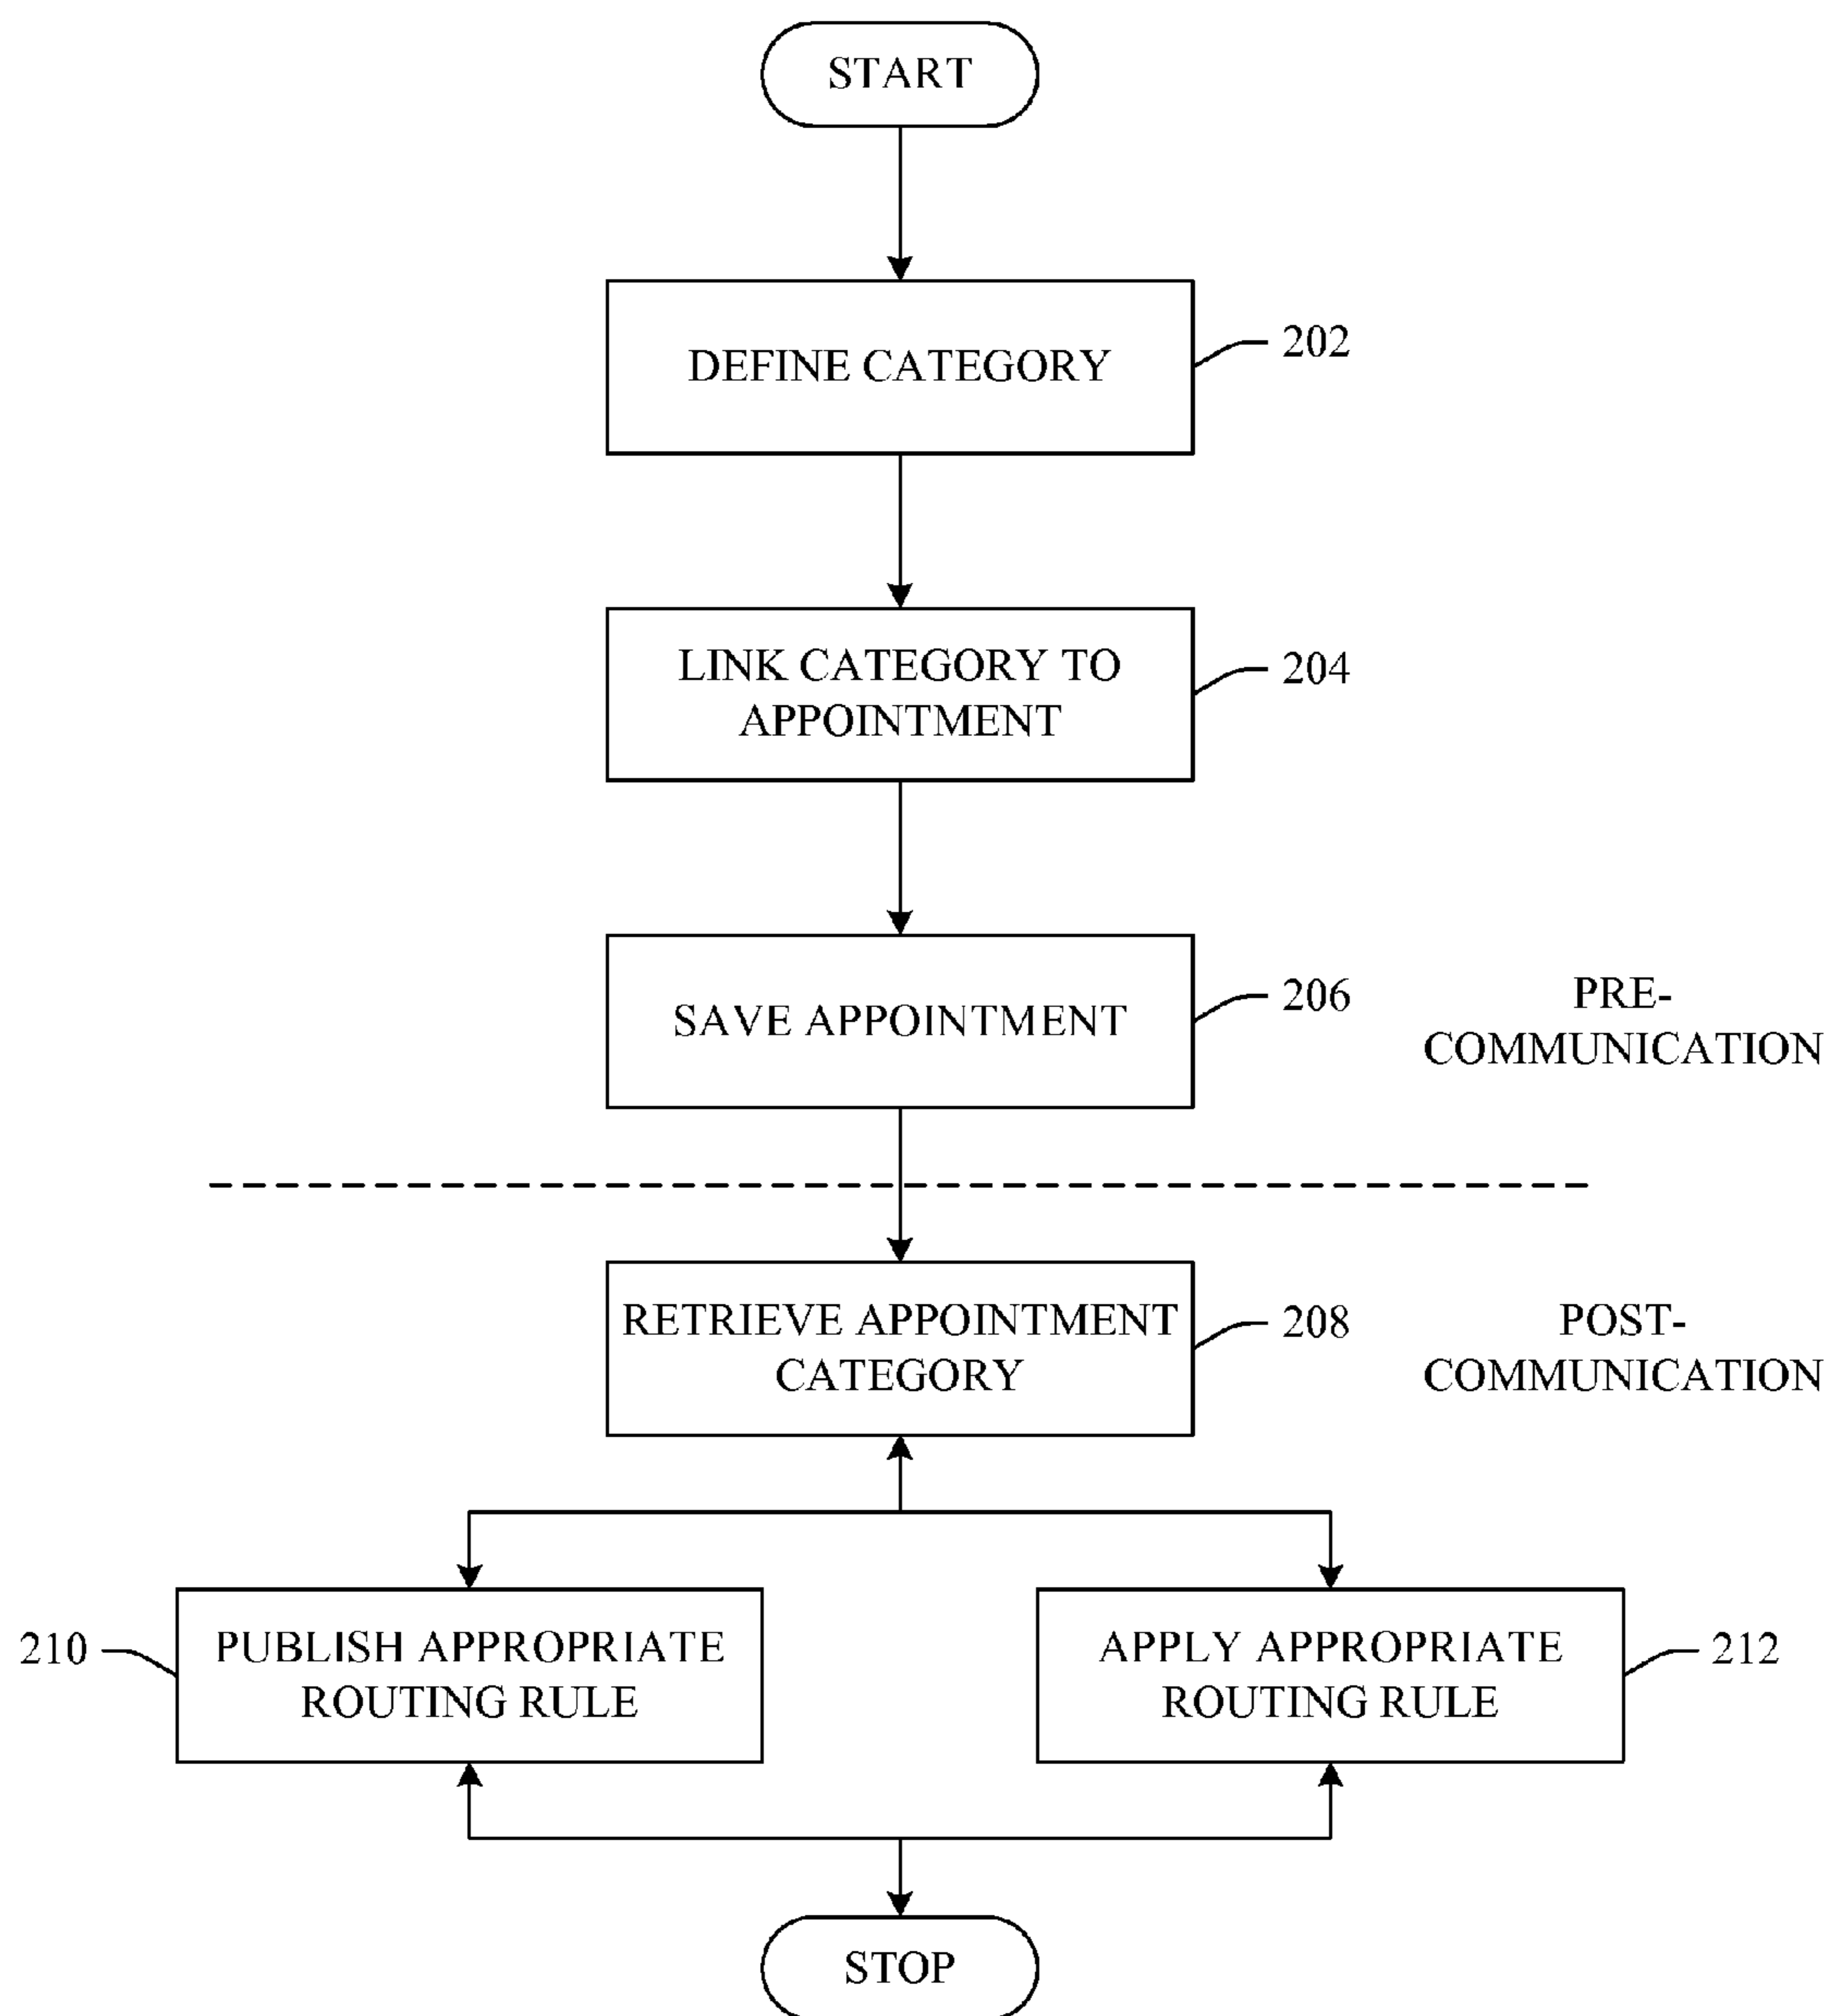 START
DEFINE CATEGORY
202
LINK CATEGORY TO
APPOINTMENT
204
SAVE APPOINTMENT
206
PRE-
COMMUNICATION
RETRIEVE APPOINTMENT
CATEGORY
208
POST-
COMMUNICATION
210
PUBLISH APPROPRIATE
ROUTING RULE
APPLY APPROPRIATE
ROUTING RULE
212
STOP